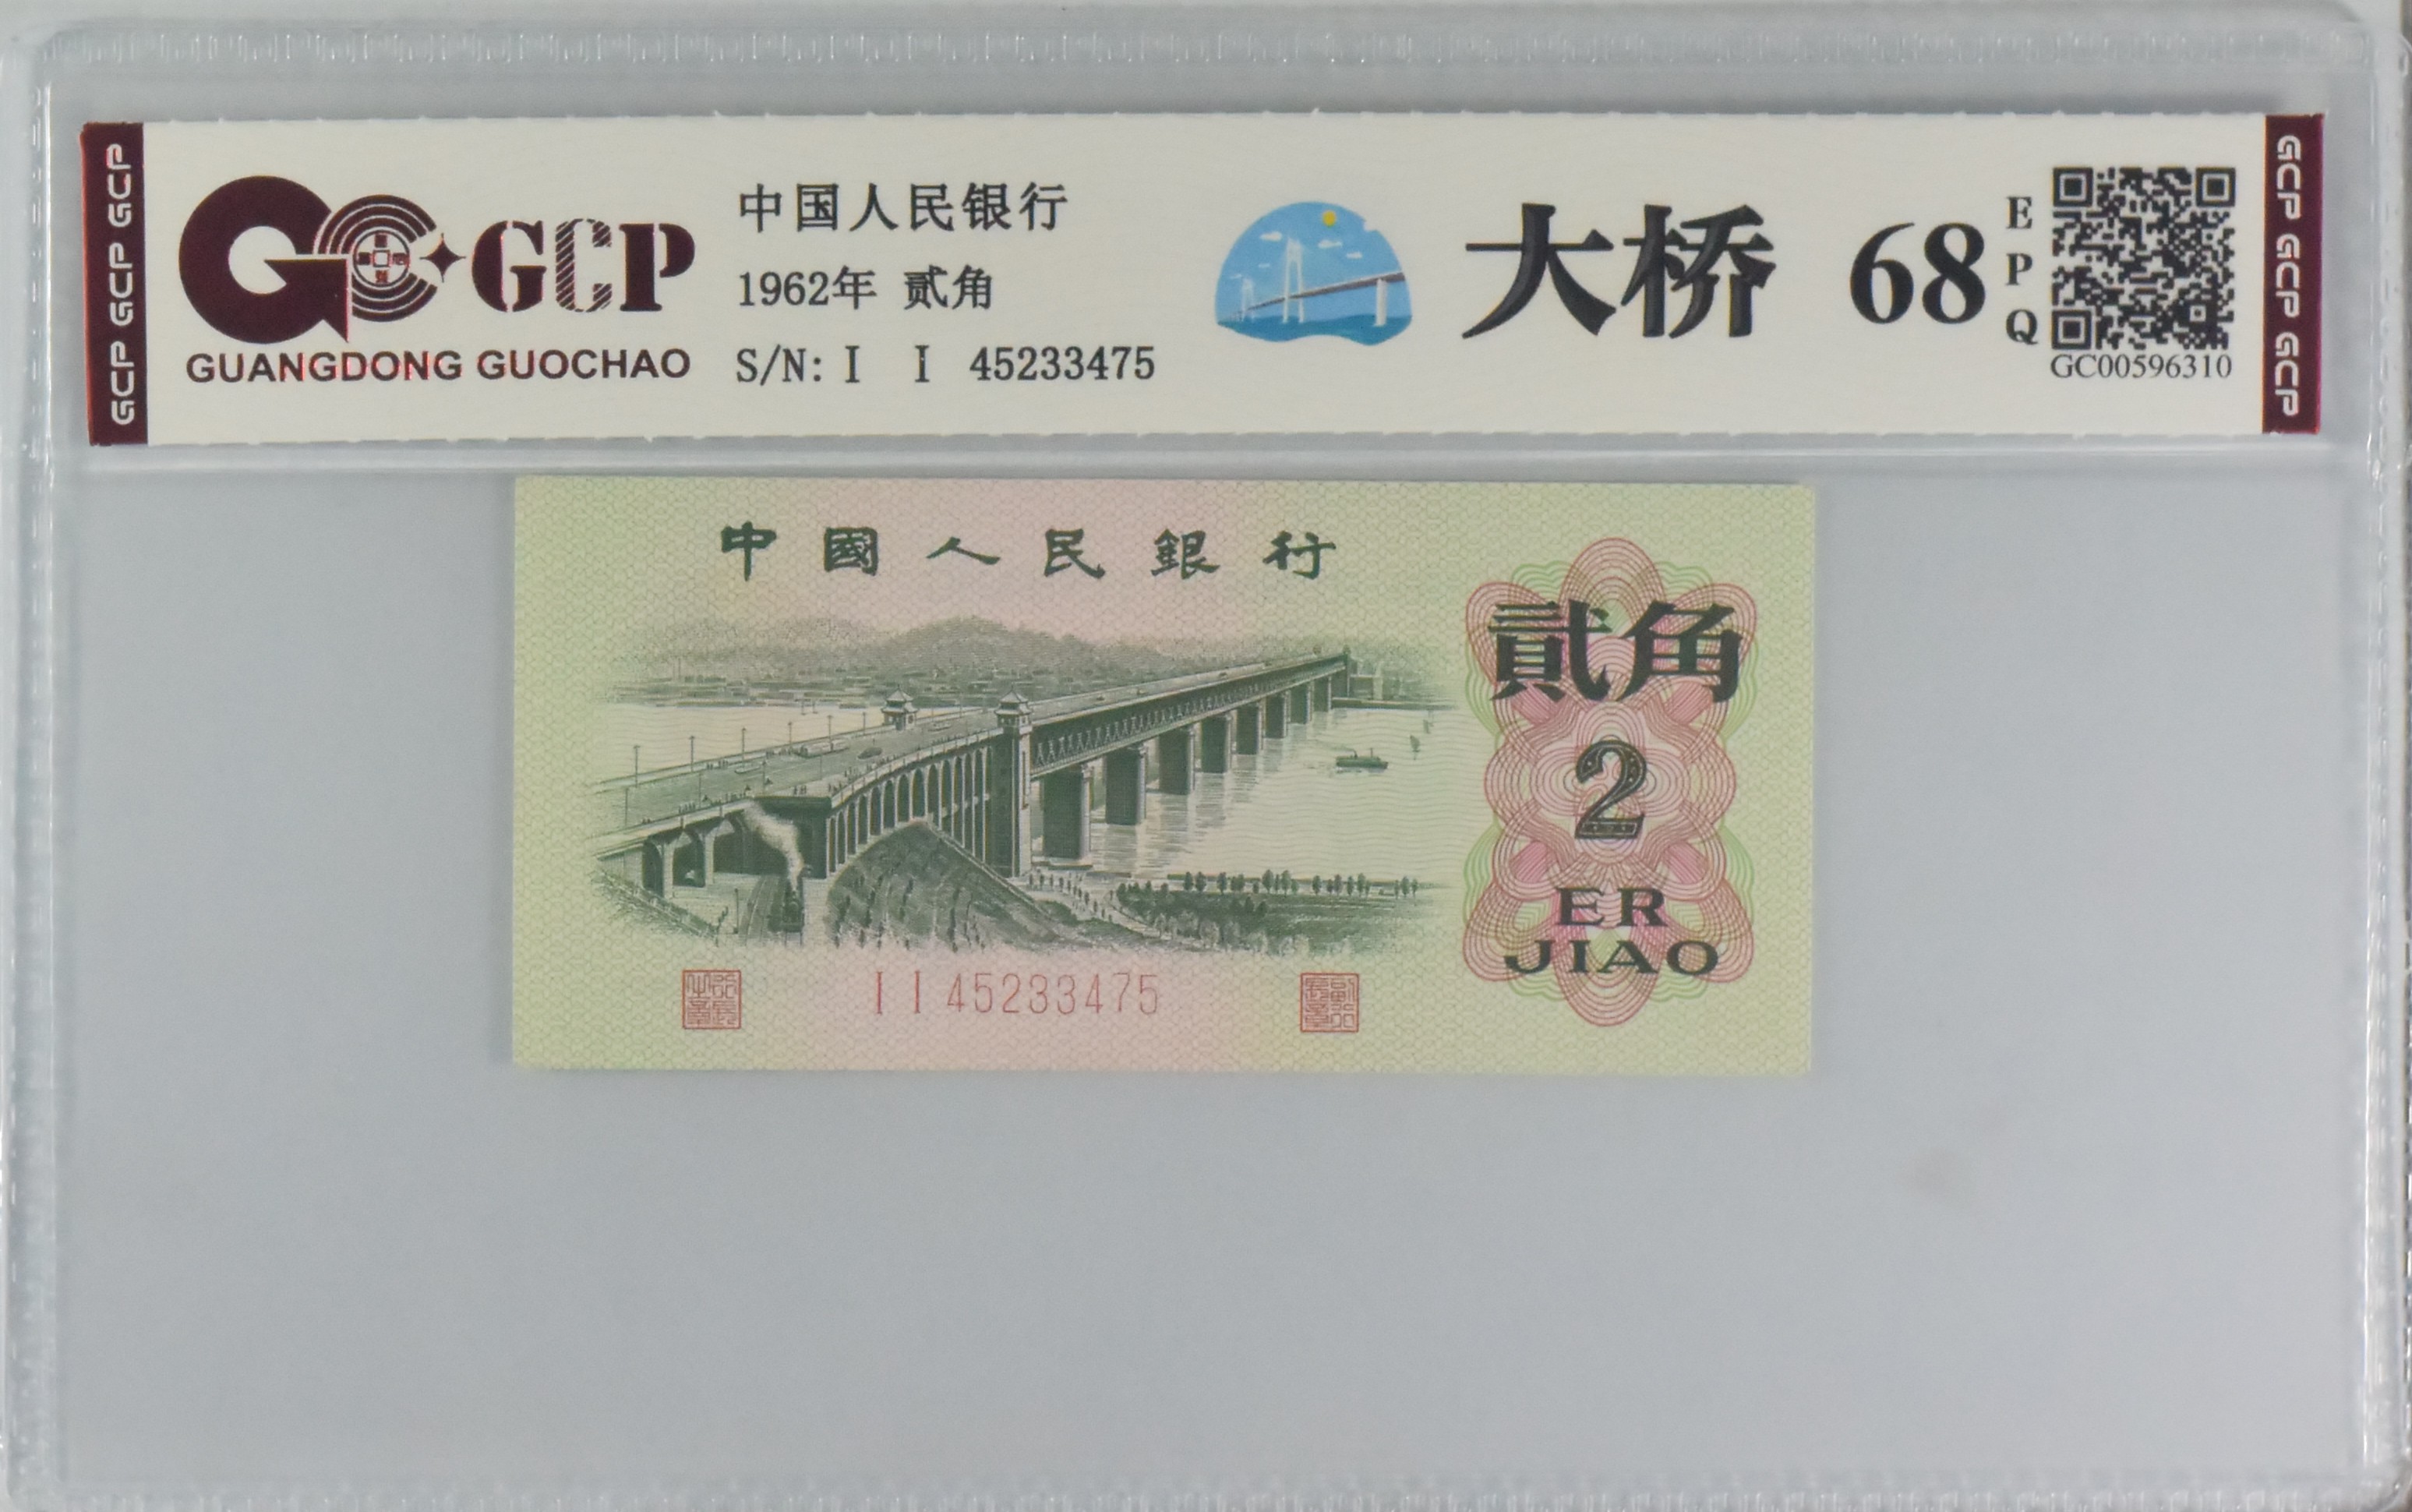 GCP GCP GCP
GCP
GUANGDONG GUOCHAO
中国人民银行
1962年 贰角
S/N: I I 45233475
大桥
68
EPQ
GC00596310
GCP GCP GCP
中國人民銀行
貳角
2
ER
JIAO
I I 45233475